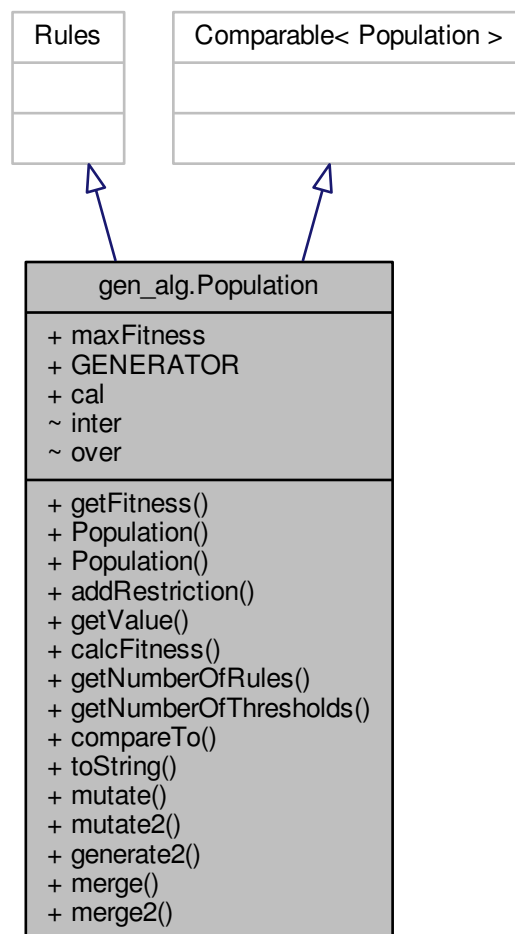 Rules
Comparable< Population >
gen_alg.Population
+ maxFitness
+ GENERATOR
+ cal
~ inter
~ over
+ getFitness()
+ Population()
+ Population()
+ addRestriction()
+ getValue()
+ calcFitness()
+ getNumberOfRules()
+ getNumberOfThresholds()
+ compareTo()
+ toString()
+ mutate()
+ mutate2()
+ generate2()
+ merge()
+ merge2()